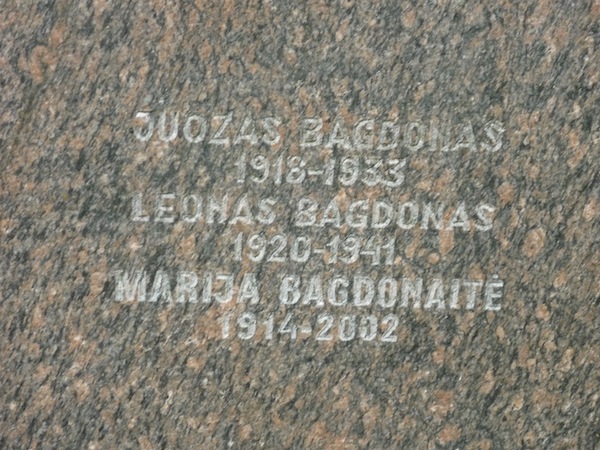 JUOZAS BAGDONAS
1918-1933
LEONAS BAGDONAS
1920-1941
MARIJA BAGDONAITĖ
1914-2002